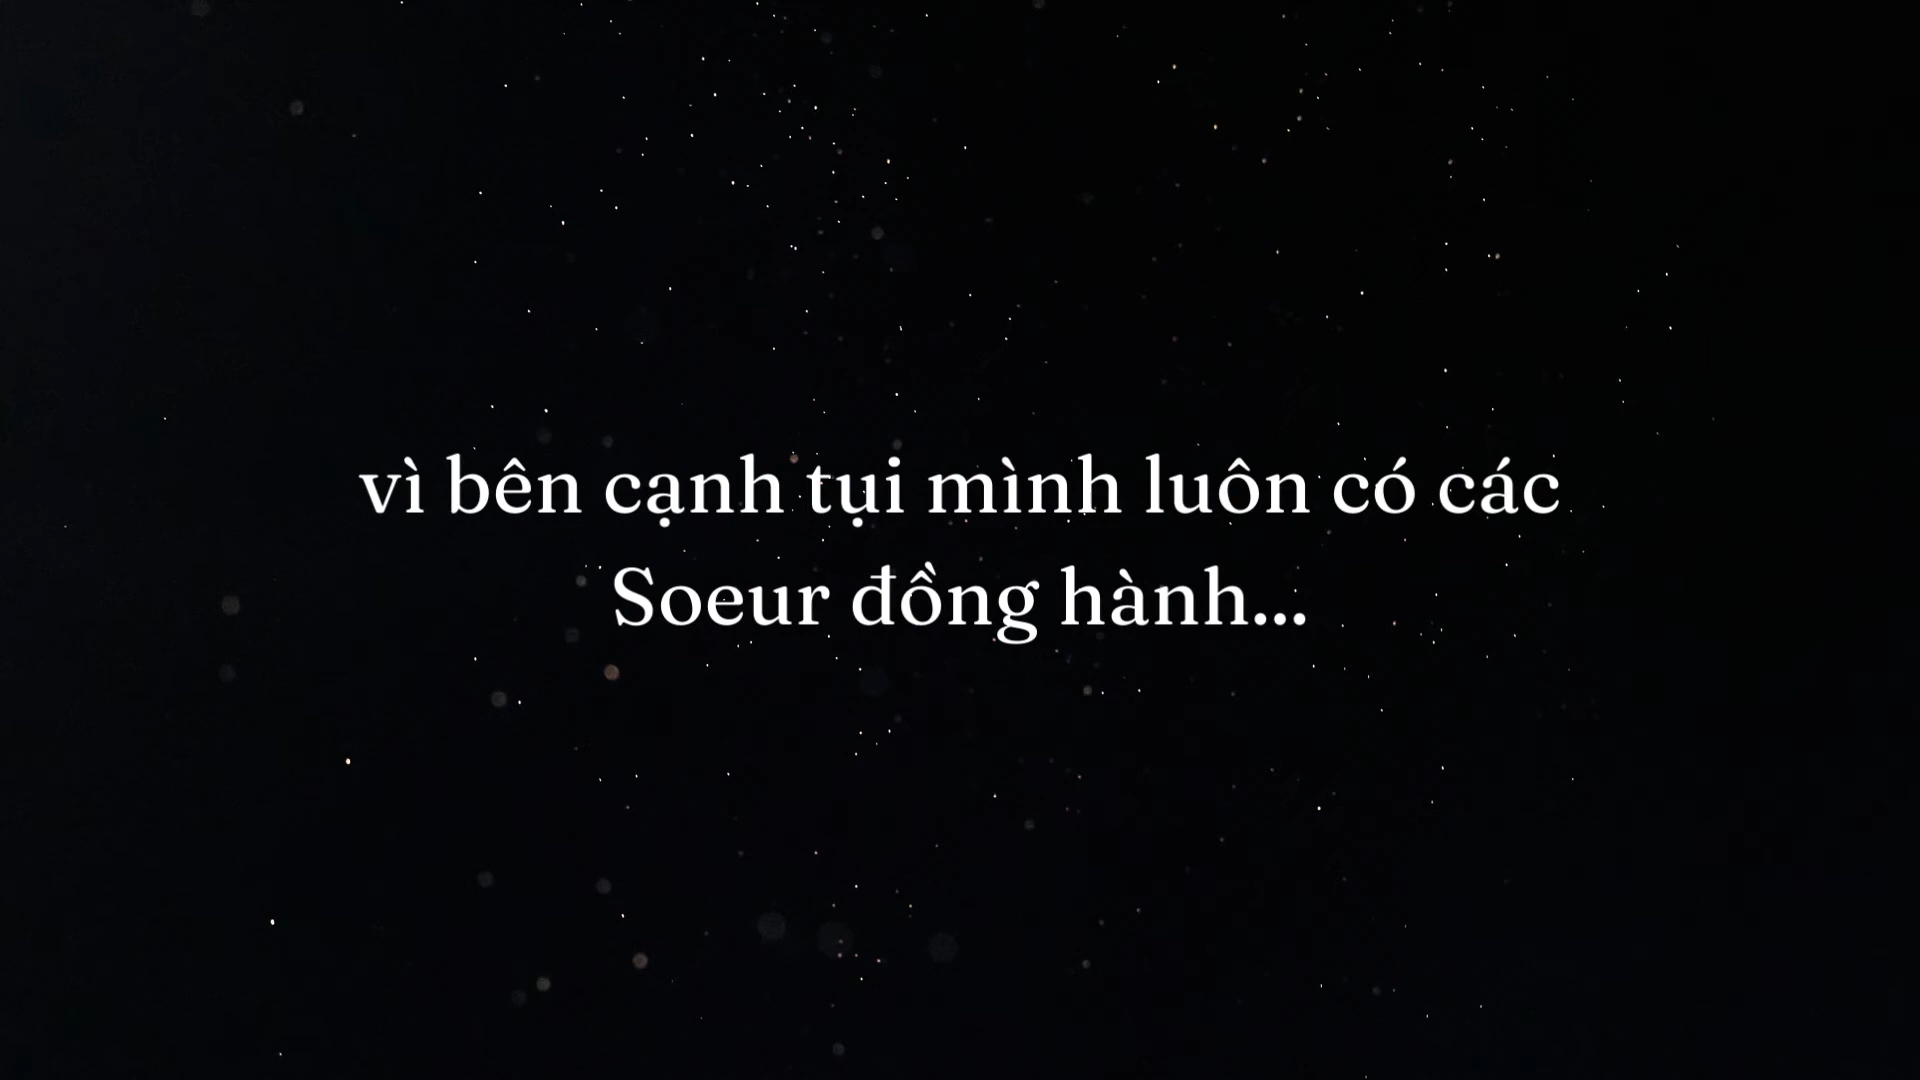 vì bên cạnh tụi mình luôn có các
Soeur đồng hành...